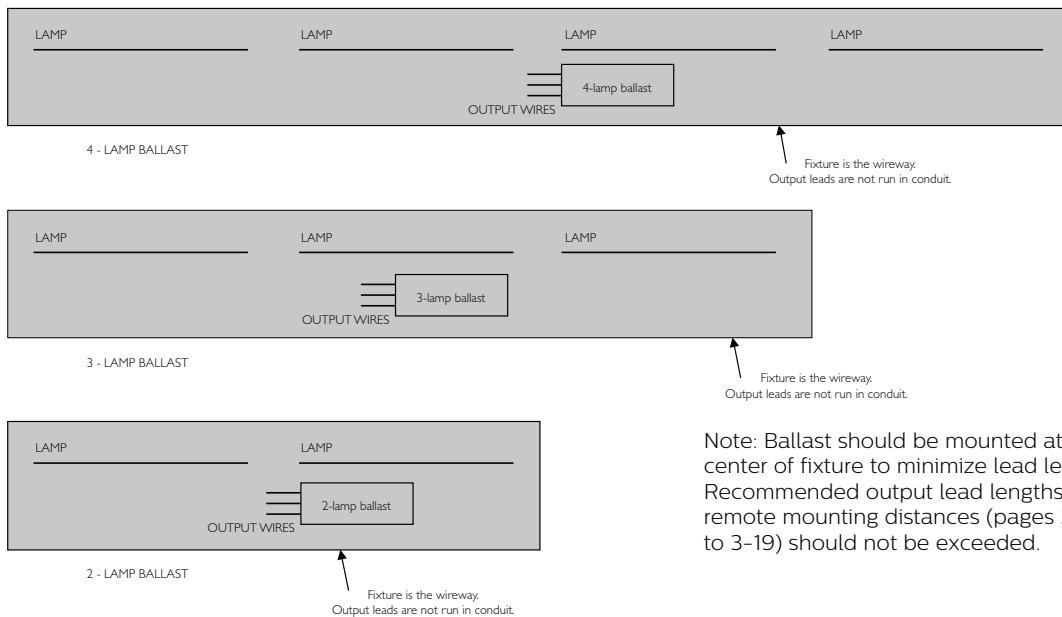 LAMP LAMP LAMP LAMP
4-lamp ballast
OUTPUT WIRES
4 - LAMP BALLAST
Fixture is the wireway.
Output leads are not run in conduit.
LAMP LAMP LAMP
3-lamp ballast
OUTPUT WIRES
3 - LAMP BALLAST
Fixture is the wireway.
Output leads are not run in conduit.
LAMP LAMP
2-lamp ballast
OUTPUT WIRES
2 - LAMP BALLAST
Fixture is the wireway.
Output leads are not run in conduit.
Note: Ballast should be mounted at
center of fixture to minimize lead
Recommended output lead lengths
remote mounting distances (pages
to 3-19) should not be exceeded.